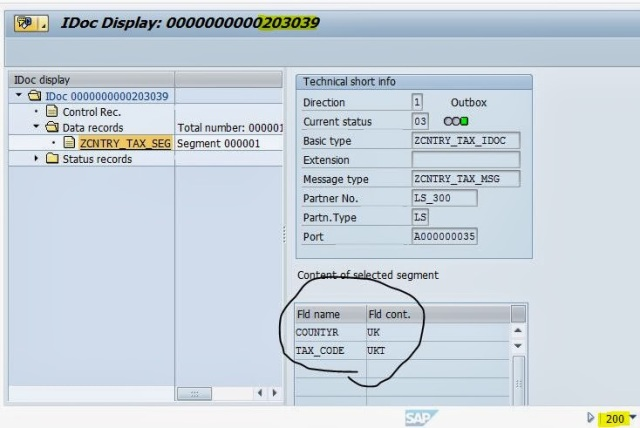 IDoc Display: 0000000000203039
IDoc display
IDoc 0000000000203039
Control Rec.
Data records Total number: 000001
ZCNTRY_TAX_SEG Segment 000001
Status records
Technical short info
Direction 1 Outbox
Current status 03
Basic type ZCNTRY_TAX_IDOC
Extension
Message type ZCNTRY_TAX_MSG
Partner No. LS_300
Partn.Type LS
Port A000000035
Content of selected segment
Fld name Fld cont.
COUNTYR UK
TAX_CODE UKT
SAP
200